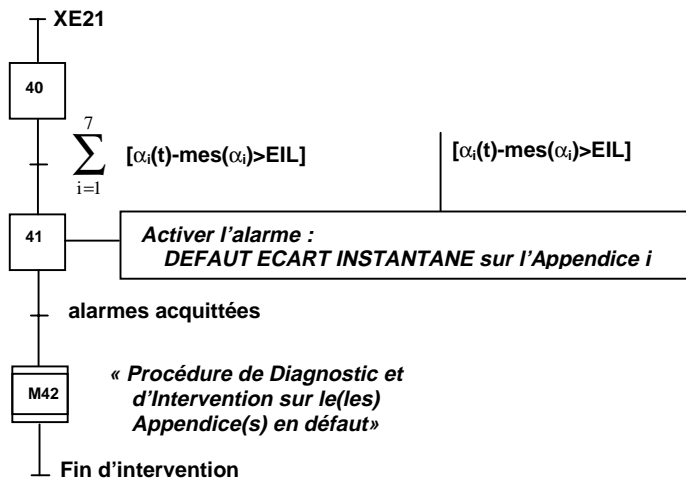 XE21
40
7
∑ [αi(t)-mes(αi)>EIL]
i=1
[αi(t)-mes(αi)>EIL]
41
Activer l'alarme :
DEFAUT ECART INSTANTANE sur l'Appendice i
alarmes acquittées
M42
« Procédure de Diagnostic et
d'Intervention sur le(les)
Appendice(s) en défaut»
Fin d'intervention